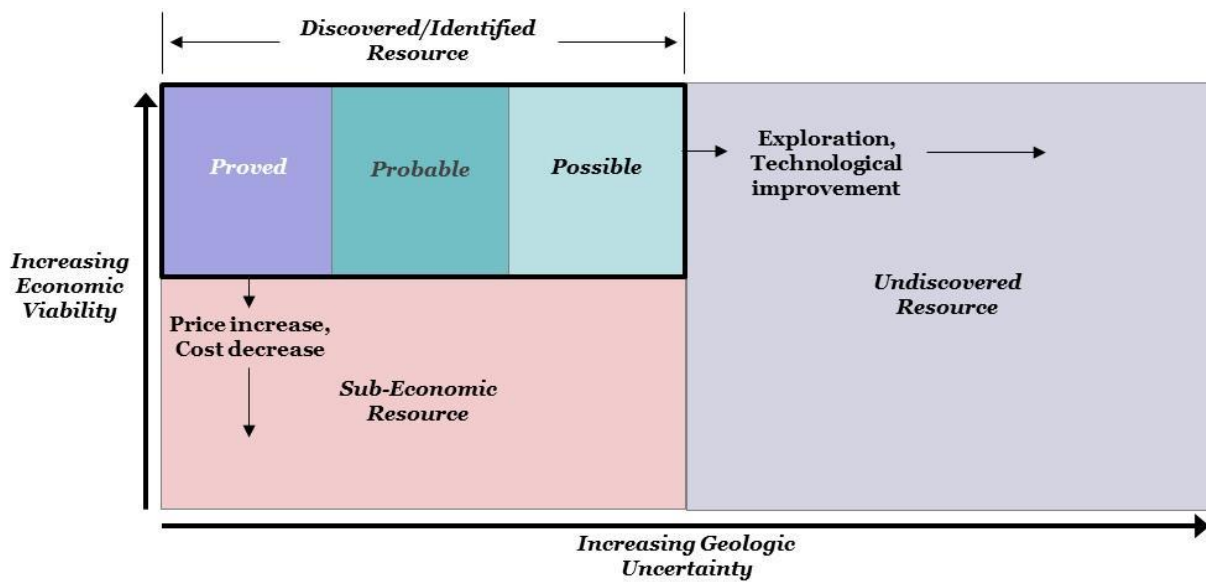 Discovered/Identified
Resource
Proved
Probable
Possible
Exploration,
Technological
improvement
Increasing
Economic
Viability
Undiscovered
Resource
Price increase,
Cost decrease
Sub-Economic
Resource
Increasing Geologic
Uncertainty